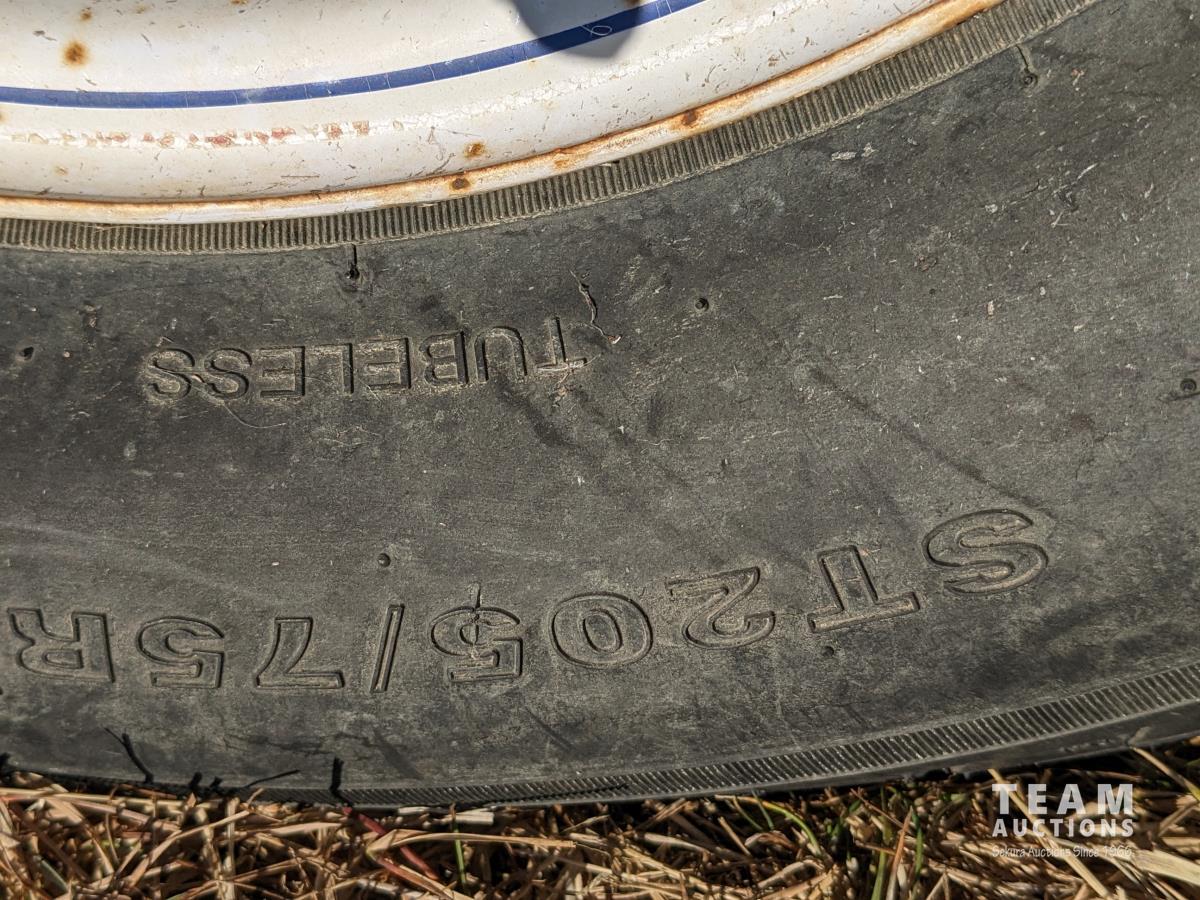 TUBELESS
ST205/75R
TEAM
AUCTIONS
Sekura Auctions Since 1966